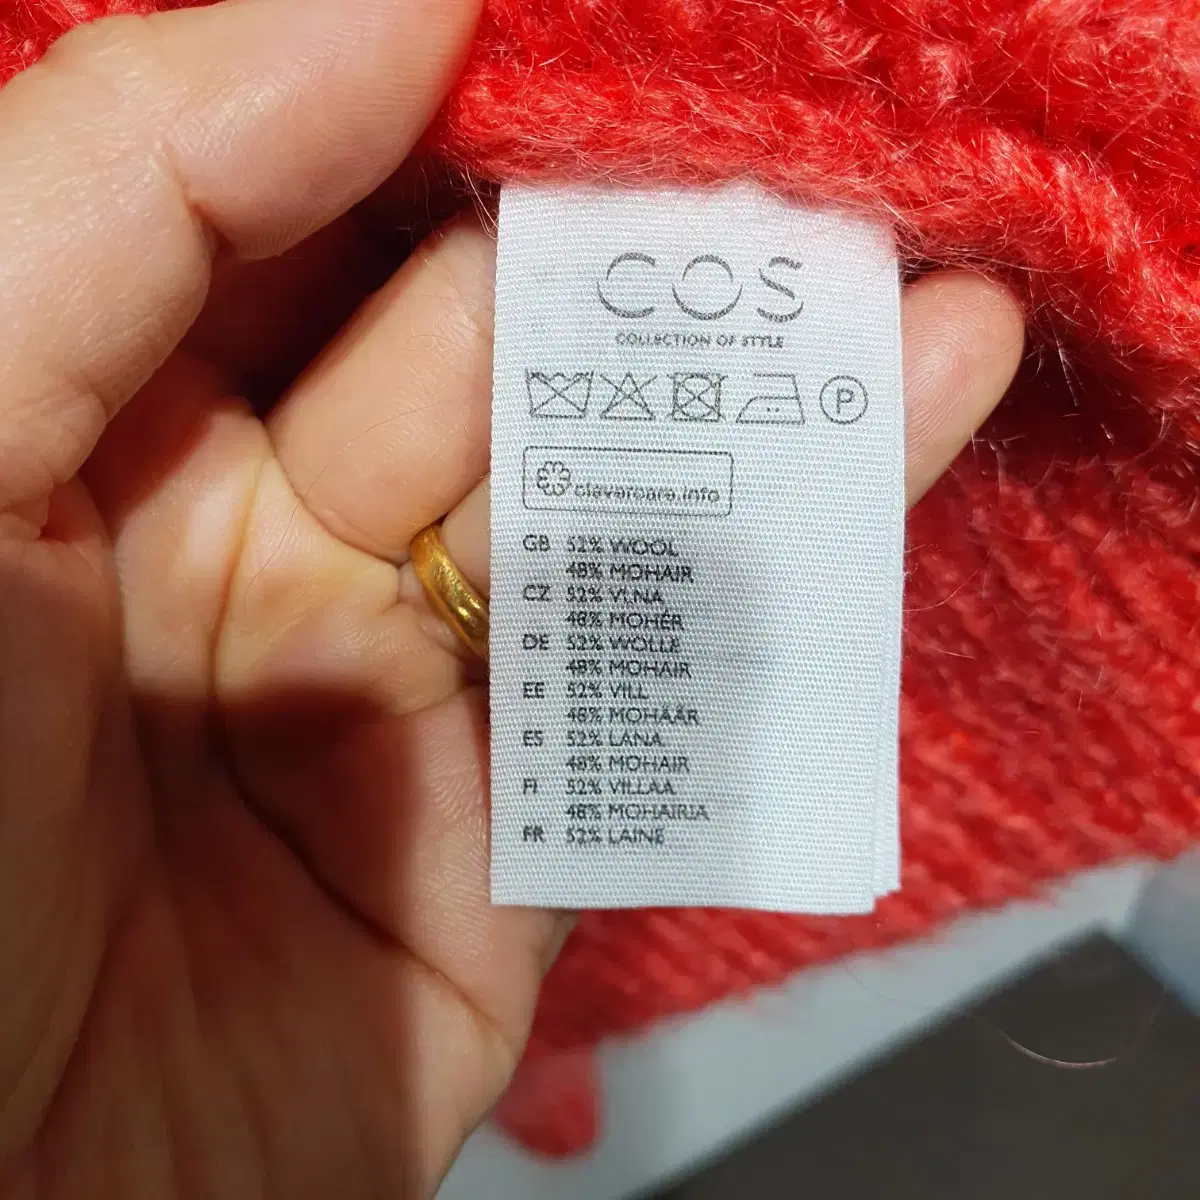 COS
COLLECTION OF STYLE
P
clevercare.info
GB 52% WOOL
48% MOHAIR
CZ 52% VLNA
48% MOHÉR
DE 52% WOLLE
48% MOHAIR
EE 52% VILL
48% MOHÄÄR
ES 52% LANA
48% MOHAIR
FI 52% VILLAA
48% MOHAIRIA
FR 52% LAINE